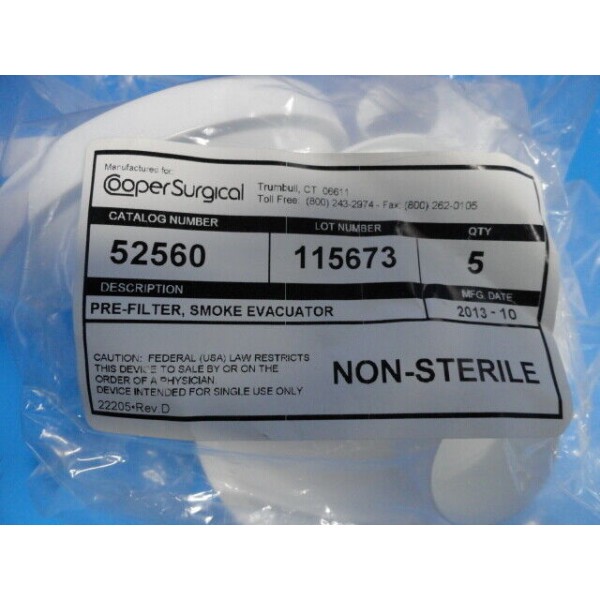 Manufactured for:
CooperSurgical
Trumbull, CT 06611
Toll Free: (800) 243-2974 - Fax: (800) 262-0105
CATALOG NUMBER
LOT NUMBER
QTY
52560
115673
5
DESCRIPTION
MFG. DATE
PRE-FILTER, SMOKE EVACUATOR
2013 - 10
CAUTION: FEDERAL (USA) LAW RESTRICTS
THIS DEVICE TO SALE BY OR ON THE
ORDER OF A PHYSICIAN
DEVICE INTENDED FOR SINGLE USE ONLY
22205•Rev.D
NON-STERILE